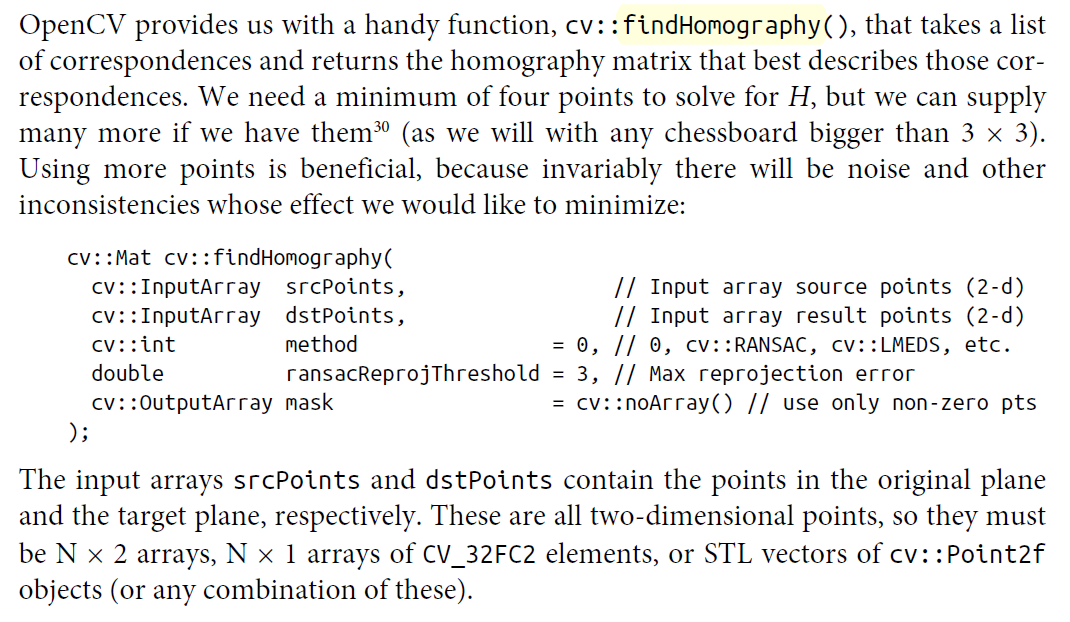 OpenCV provides us with a handy function, cv::findHomography(), that takes a list
of correspondences and returns the homography matrix that best describes those cor-
respondences. We need a minimum of four points to solve for H, but we can supply
many more if we have them³⁰ (as we will with any chessboard bigger than 3 × 3).
Using more points is beneficial, because invariably there will be noise and other
inconsistencies whose effect we would like to minimize:
cv::Mat cv::findHomography(
cv::InputArray srcPoints, // Input array source points (2-d)
cv::InputArray dstPoints, // Input array result points (2-d)
cv::int method = 0, // 0, cv::RANSAC, cv::LMEDS, etc.
double ransacReprojThreshold = 3, // Max reprojection error
cv::OutputArray mask = cv::noArray() // use only non-zero pts
);
The input arrays srcPoints and dstPoints contain the points in the original plane
and the target plane, respectively. These are all two-dimensional points, so they must
be N × 2 arrays, N × 1 arrays of CV_32FC2 elements, or STL vectors of cv::Point2f
objects (or any combination of these).